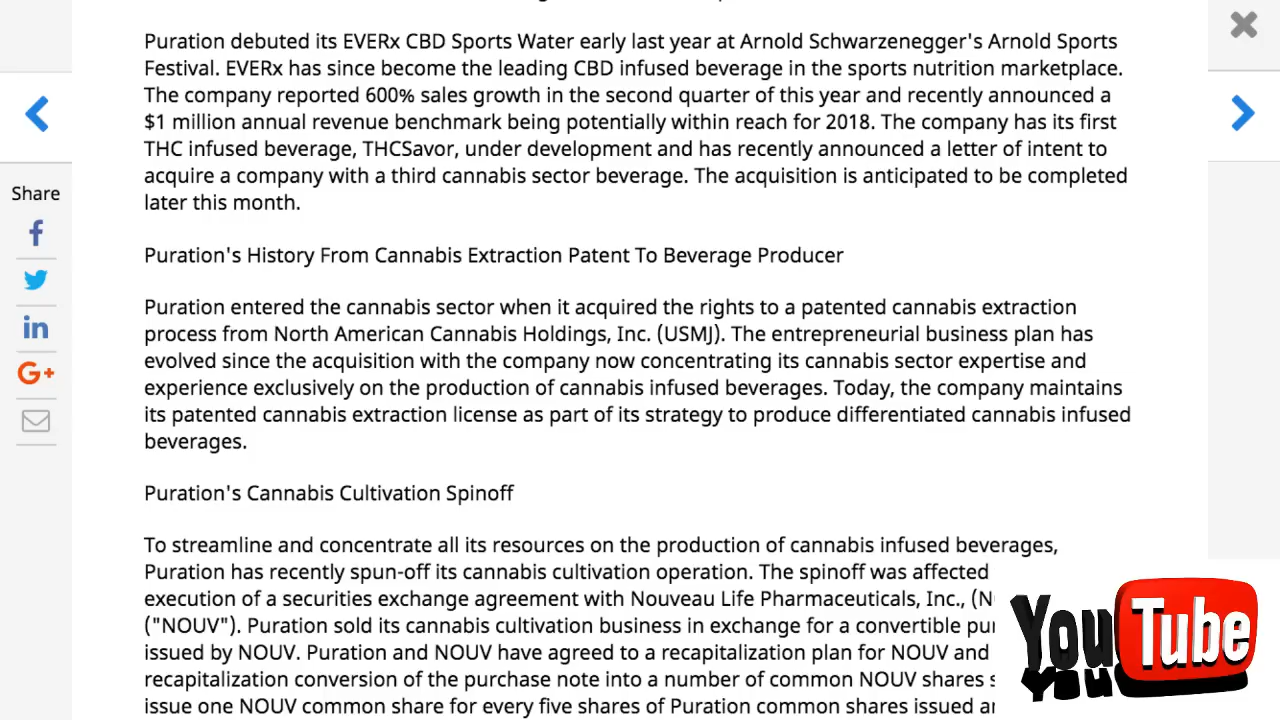 Puration debuted its EVERx CBD Sports Water early last year at Arnold Schwarzenegger's Arnold Sports
Festival. EVERx has since become the leading CBD infused beverage in the sports nutrition marketplace.
The company reported 600% sales growth in the second quarter of this year and recently announced a
$1 million annual revenue benchmark being potentially within reach for 2018. The company has its first
THC infused beverage, THCSavor, under development and has recently announced a letter of intent to
acquire a company with a third cannabis sector beverage. The acquisition is anticipated to be completed
later this month.
Share
Puration's History From Cannabis Extraction Patent To Beverage Producer
Puration entered the cannabis sector when it acquired the rights to a patented cannabis extraction
process from North American Cannabis Holdings, Inc. (USMJ). The entrepreneurial business plan has
evolved since the acquisition with the company now concentrating its cannabis sector expertise and
experience exclusively on the production of cannabis infused beverages. Today, the company maintains
its patented cannabis extraction license as part of its strategy to produce differentiated cannabis infused
beverages.
Puration's Cannabis Cultivation Spinoff
To streamline and concentrate all its resources on the production of cannabis infused beverages,
Puration has recently spun-off its cannabis cultivation operation. The spinoff was affected
execution of a securities exchange agreement with Nouveau Life Pharmaceuticals, Inc.,
("NOUV"). Puration sold its cannabis cultivation business in exchange for a convertible
issued by NOUV. Puration and NOUV have agreed to a recapitalization plan for NOUV and
recapitalization conversion of the purchase note into a number of common NOUV shares
issue one NOUV common share for every five shares of Puration common shares issued
YouTube